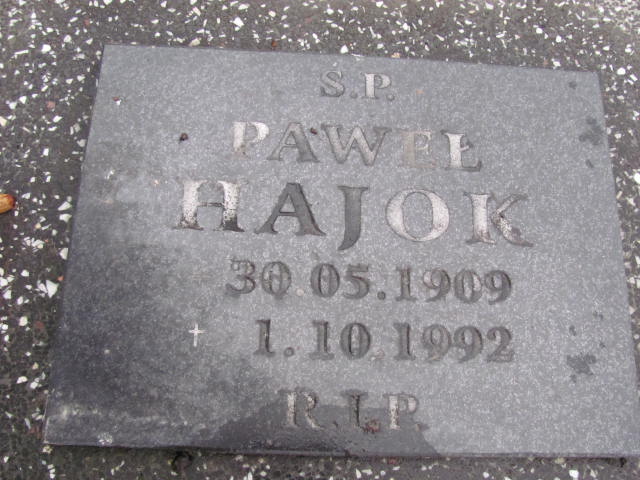 S.P.
PAWEŁ
HAJOK
30.05.1909
1.10.1992
R.I.P.